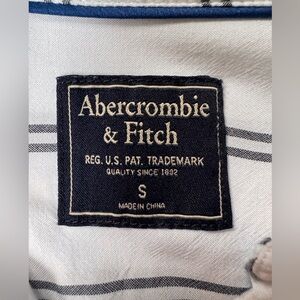 Abercrombie
& Fitch
REG. U.S. PAT. TRADEMARK
QUALITY SINCE 1892
S
MADE IN CHINA